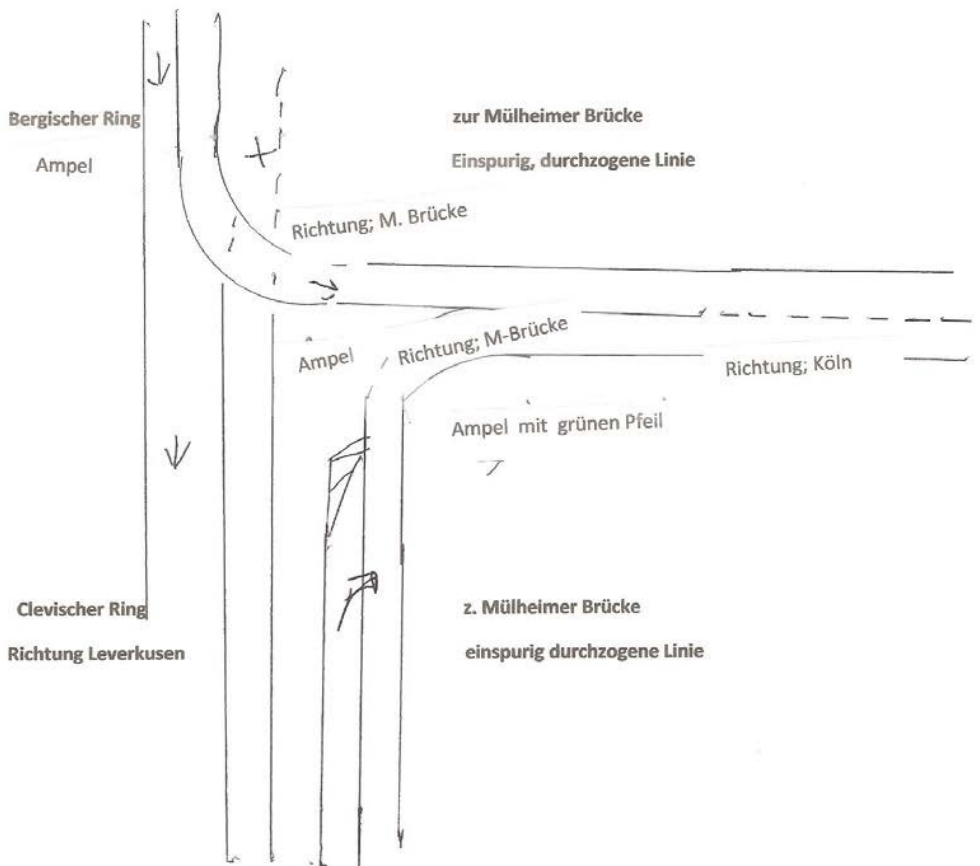 Bergischer Ring
Ampel
zur Mülheimer Brücke
Einspurig, durchzogene Linie
Richtung; M. Brücke
Ampel
Richtung; M-Brücke
Richtung; Köln
Ampel mit grünen Pfeil
Clevischer Ring
Richtung Leverkusen
z. Mülheimer Brücke
einspurig durchzogene Linie